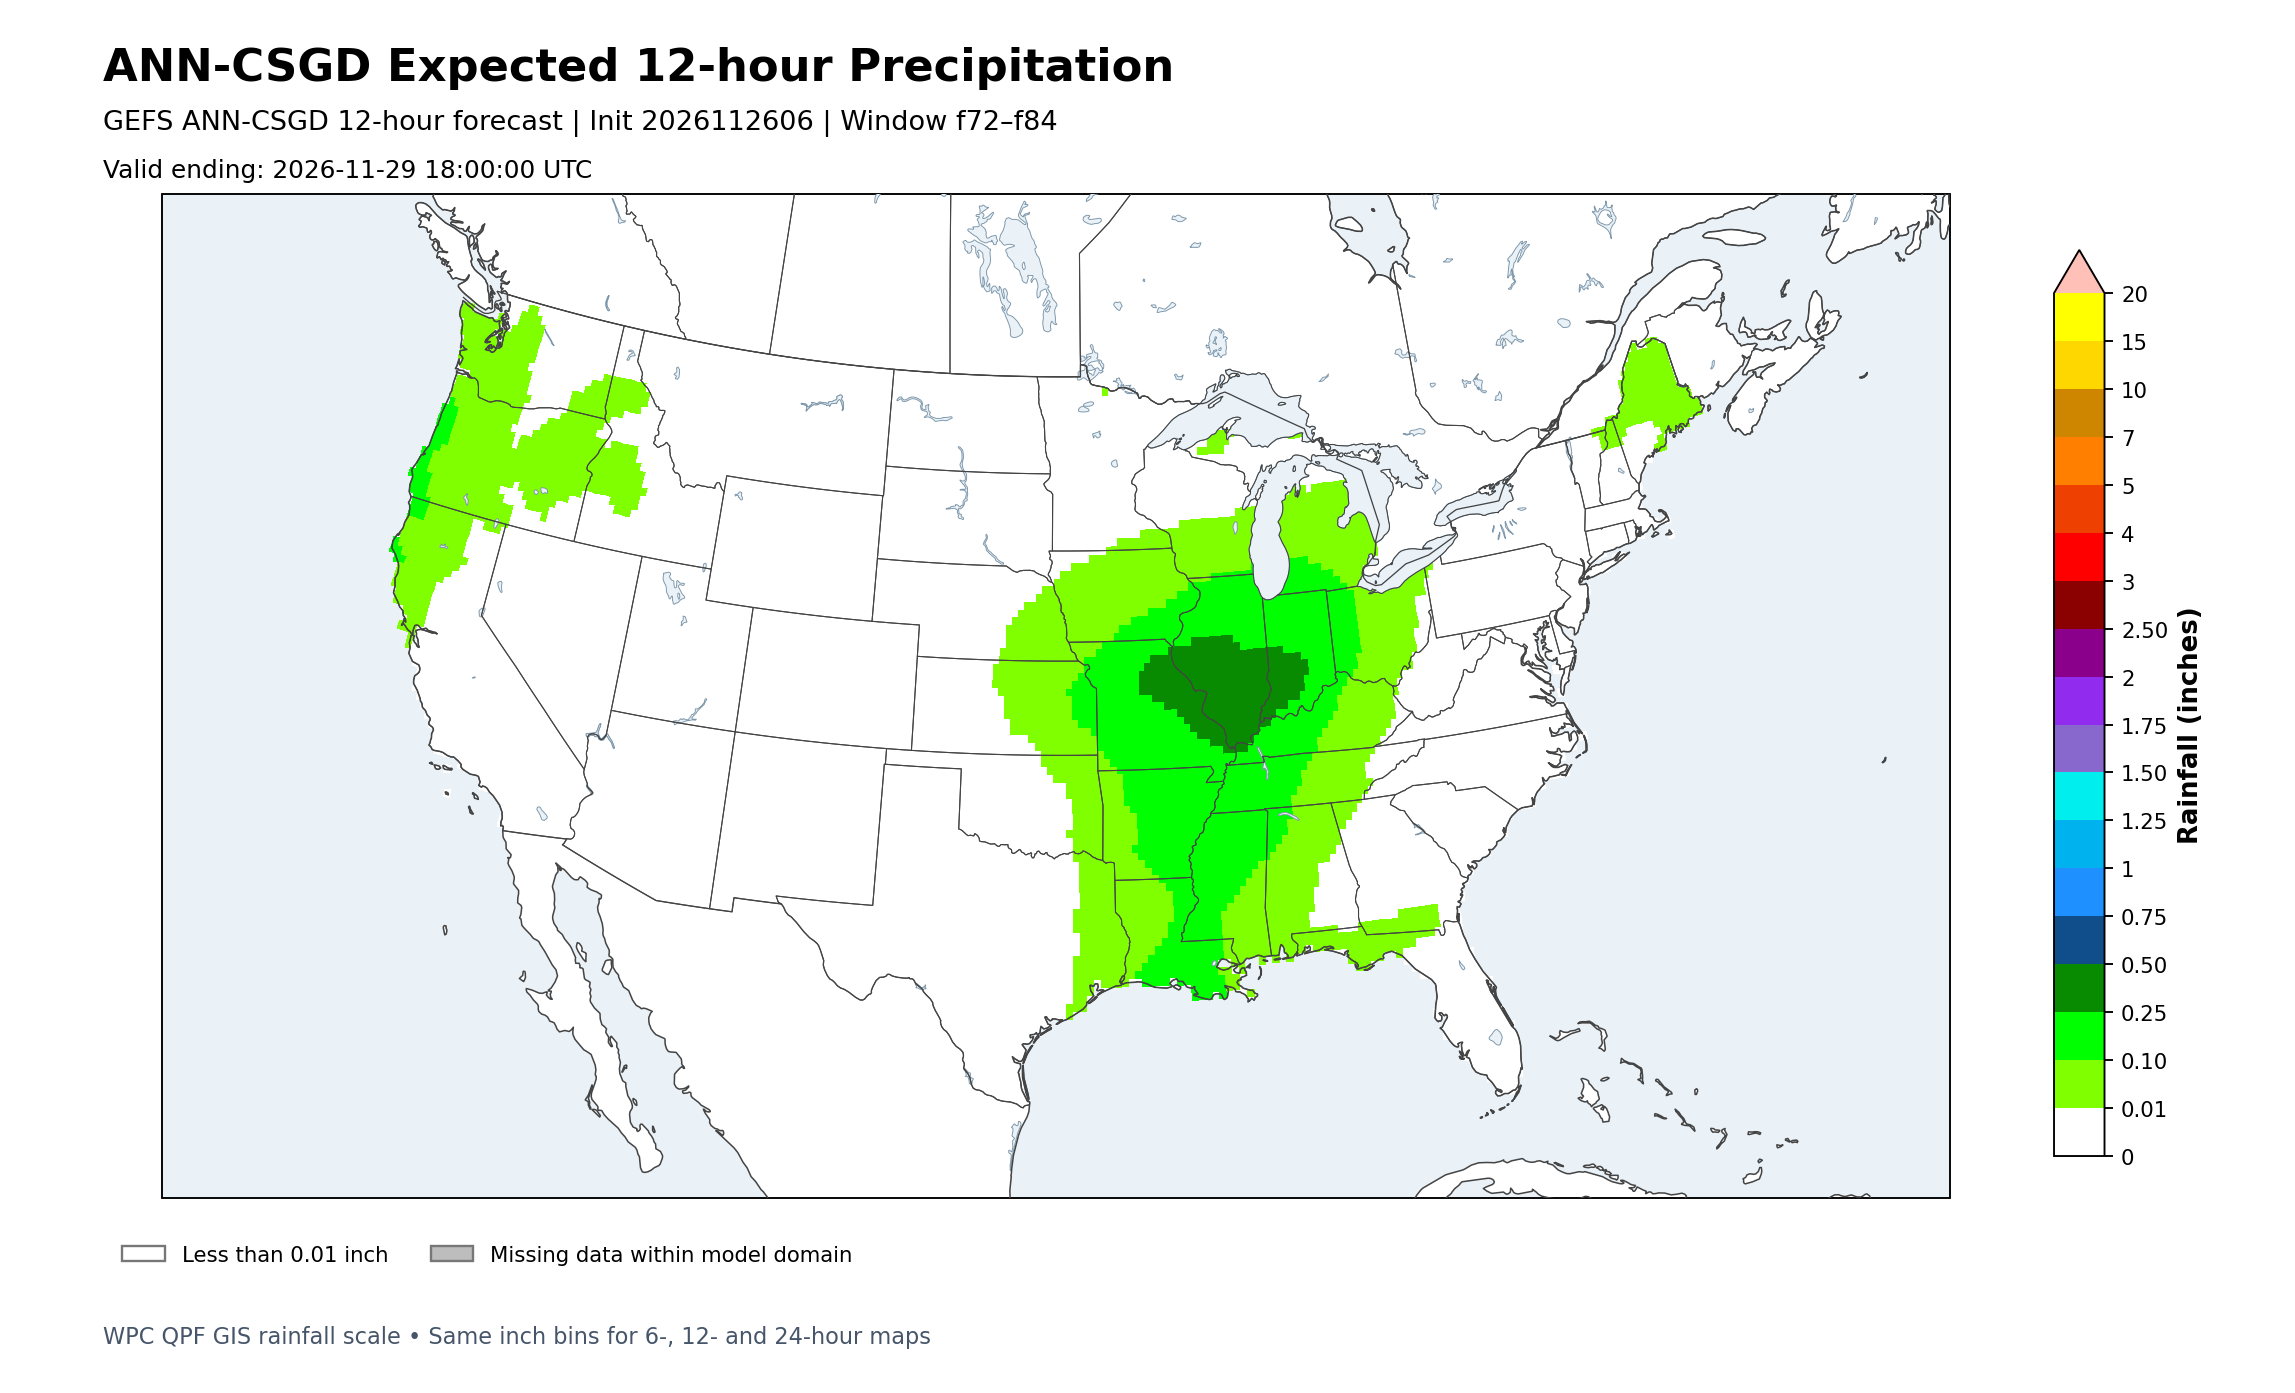 ANN-CSGD Expected 12-hour Precipitation
GEFS ANN-CSGD 12-hour forecast | Init 2026112606 | Window f72–f84
Valid ending: 2026-11-29 18:00:00 UTC
20
15
10
7
5
4
3
2.50
2
1.75
1.50
1.25
1
0.75
0.50
0.25
0.10
0.01
0
Rainfall (inches)
Less than 0.01 inch
Missing data within model domain
WPC QPF GIS rainfall scale • Same inch bins for 6-, 12- and 24-hour maps